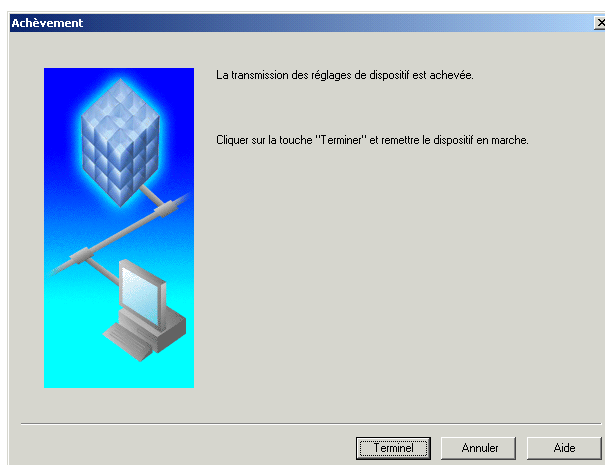 Achèvement
La transmission des réglages de dispositif est achevée.
Cliquer sur la touche "Terminer" et remettre le dispositif en marche.
Terminel
Annuler
Aide